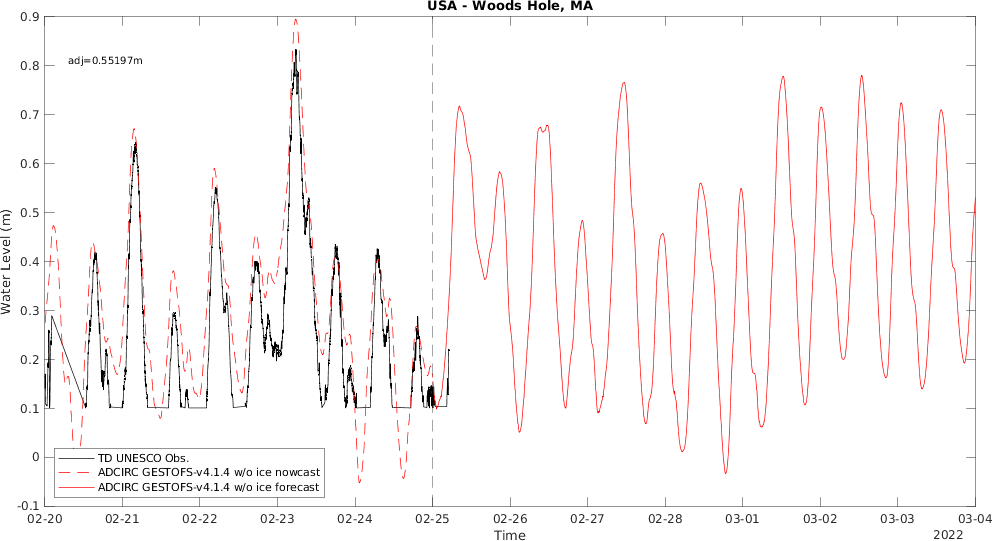 USA - Woods Hole, MA
adj=0.55197m
Water Level (m)
0.9
0.8
0.7
0.6
0.5
0.4
0.3
0.2
0.1
0
-0.1
TD UNESCO Obs.
ADCIRC GESTOFS-v4.1.4 w/o ice nowcast
ADCIRC GESTOFS-v4.1.4 w/o ice forecast
02-20 02-21 02-22 02-23 02-24 02-25 02-26 02-27 02-28 03-01 03-02 03-03 03-04
Time
2022